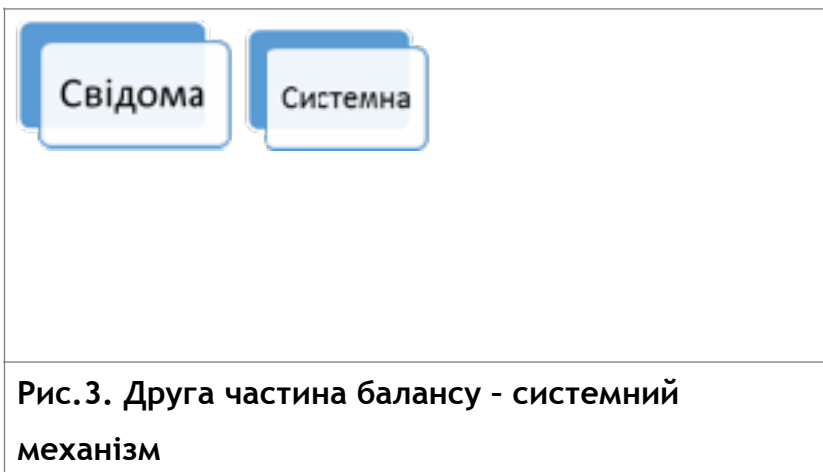 Свідома
Системна
Рис.3. Друга частина балансу – системний
механізм